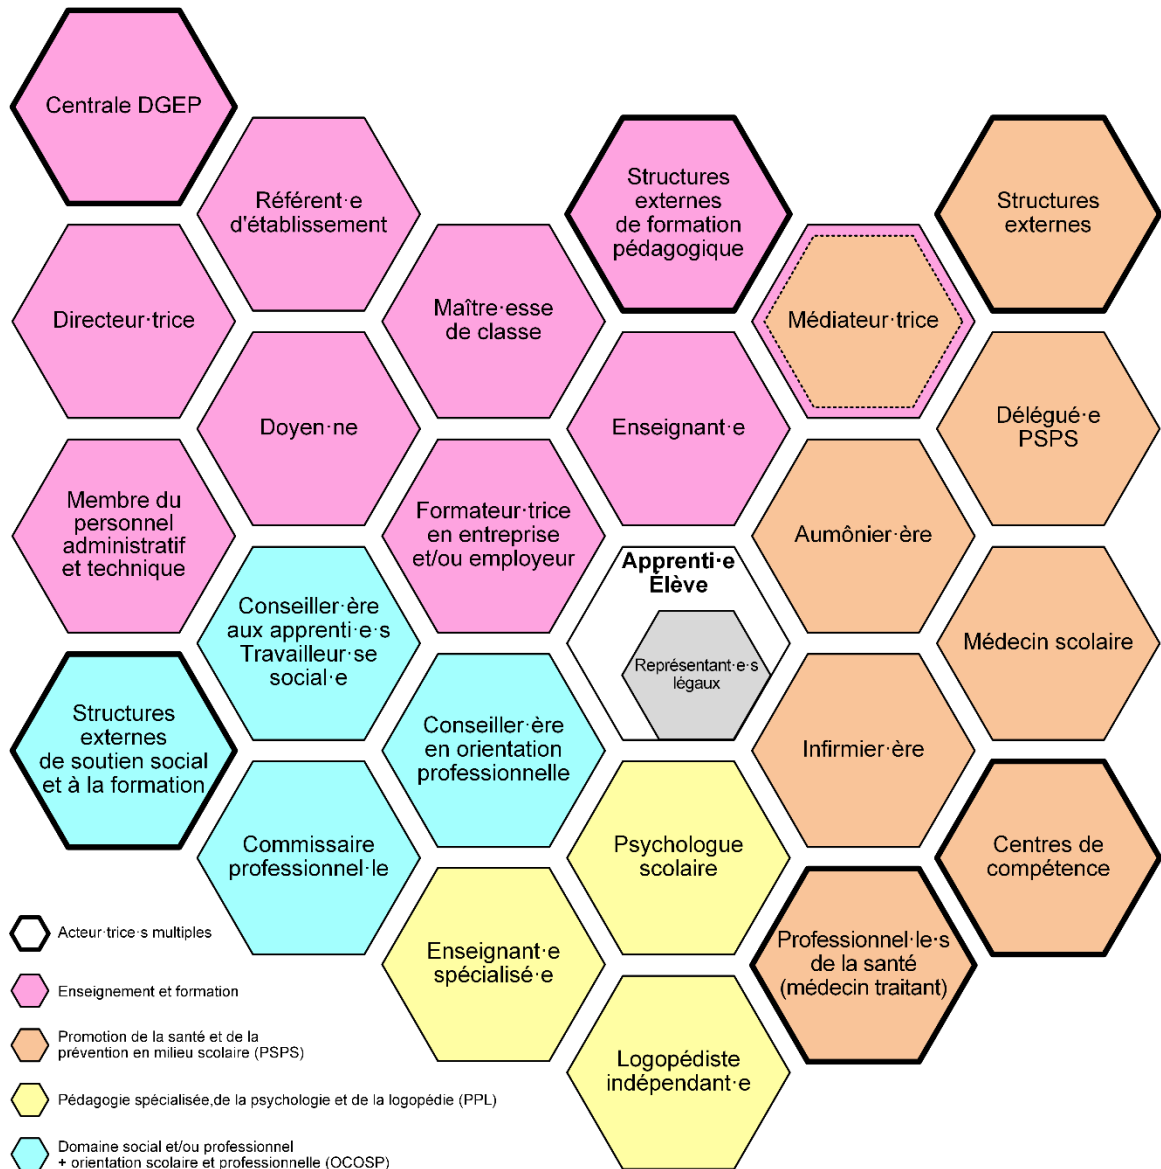 Centrale DGEP
Référent·e
d'établissement
Structures
externes
de formation
pédagogique
Structures
externes
Directeur·trice
Maître·esse
de classe
Médiateur·trice
Doyen·ne
Enseignant·e
Délégué·e
PSPS
Membre du
personnel
administratif
et technique
Formateur·trice
en entreprise
et/ou employeur
Aumônier·ère
Conseiller·ère
aux apprenti·e·s
Travailleur·se
social·e
Apprenti·e
Élève
Représentant·e·s
légaux
Médecin scolaire
Structures
externes
de soutien social
et à la formation
Conseiller·ère
en orientation
professionnelle
Infirmier·ère
Commissaire
professionnel·le
Psychologue
scolaire
Centres de
compétence
Enseignant·e
spécialisé·e
Professionnel·le·s
de la santé
(médecin traitant)
Logopédiste
indépendant·e
Acteur·trice·s multiples
Enseignement et formation
Promotion de la santé et de la
prévention en milieu scolaire (PSPS)
Pédagogie spécialisée,de la psychologie et de la logopédie (PPL)
Domaine social et/ou professionnel
+ orientation scolaire et professionnelle (OCOSP)